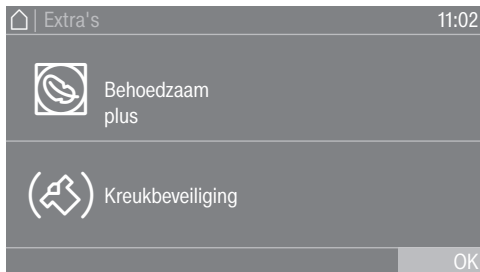 | Extra's 11:02
Behoedzaam
plus
Kreukbeveiliging
OK